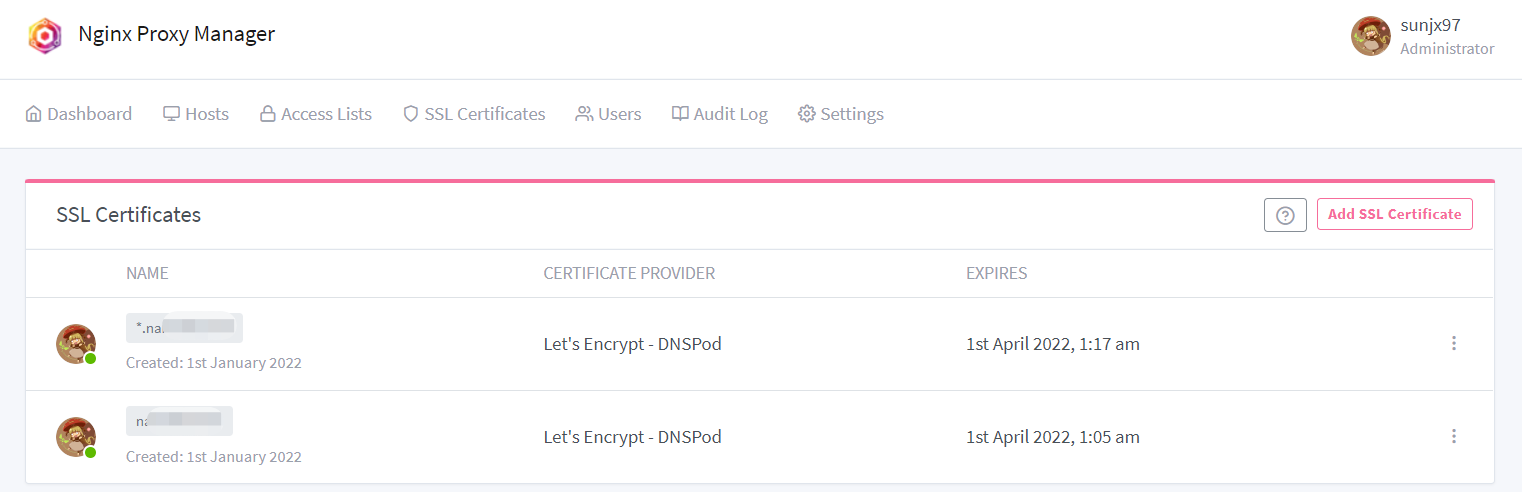 Nginx Proxy Manager
sunjx97
Administrator
Dashboard Hosts Access Lists SSL Certificates Users Audit Log Settings
SSL Certificates
Add SSL Certificate
NAME CERTIFICATE PROVIDER EXPIRES
*.na
Let's Encrypt - DNSPod 1st April 2022, 1:17 am
Created: 1st January 2022
na
Let's Encrypt - DNSPod 1st April 2022, 1:05 am
Created: 1st January 2022